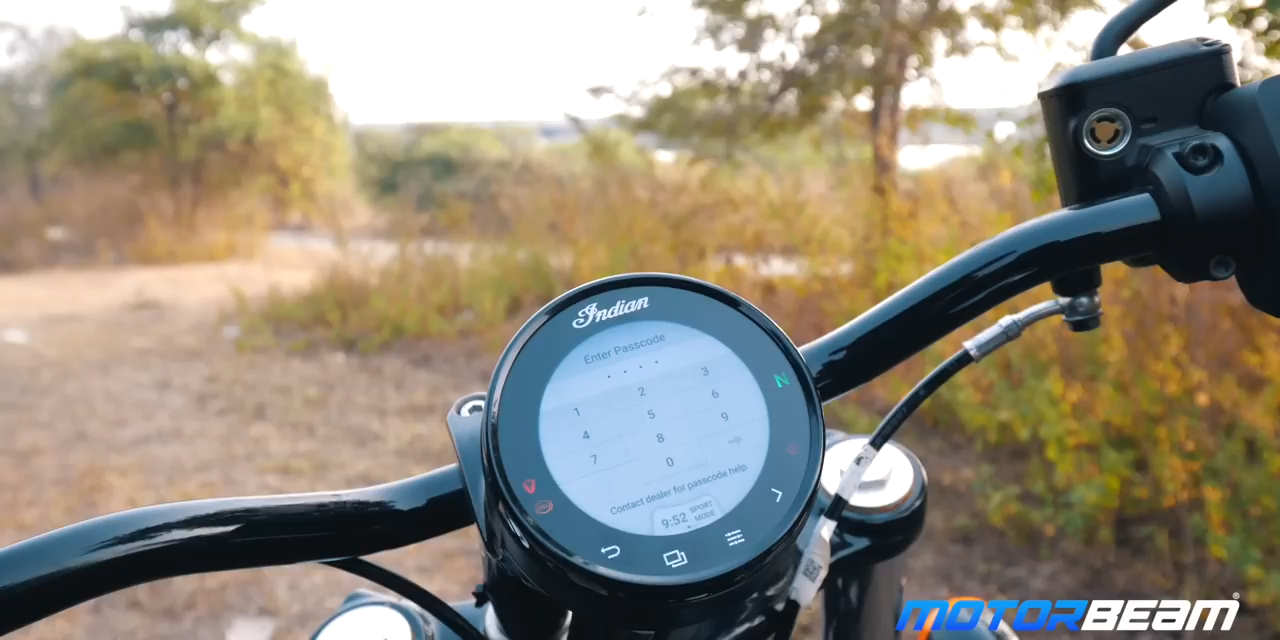 Indian
Enter Passcode
1 2 3
4 5 6
7 8 9
0
Contact dealer for passcode help
9:52 SPORT MODE
N
MOTORBEAM®